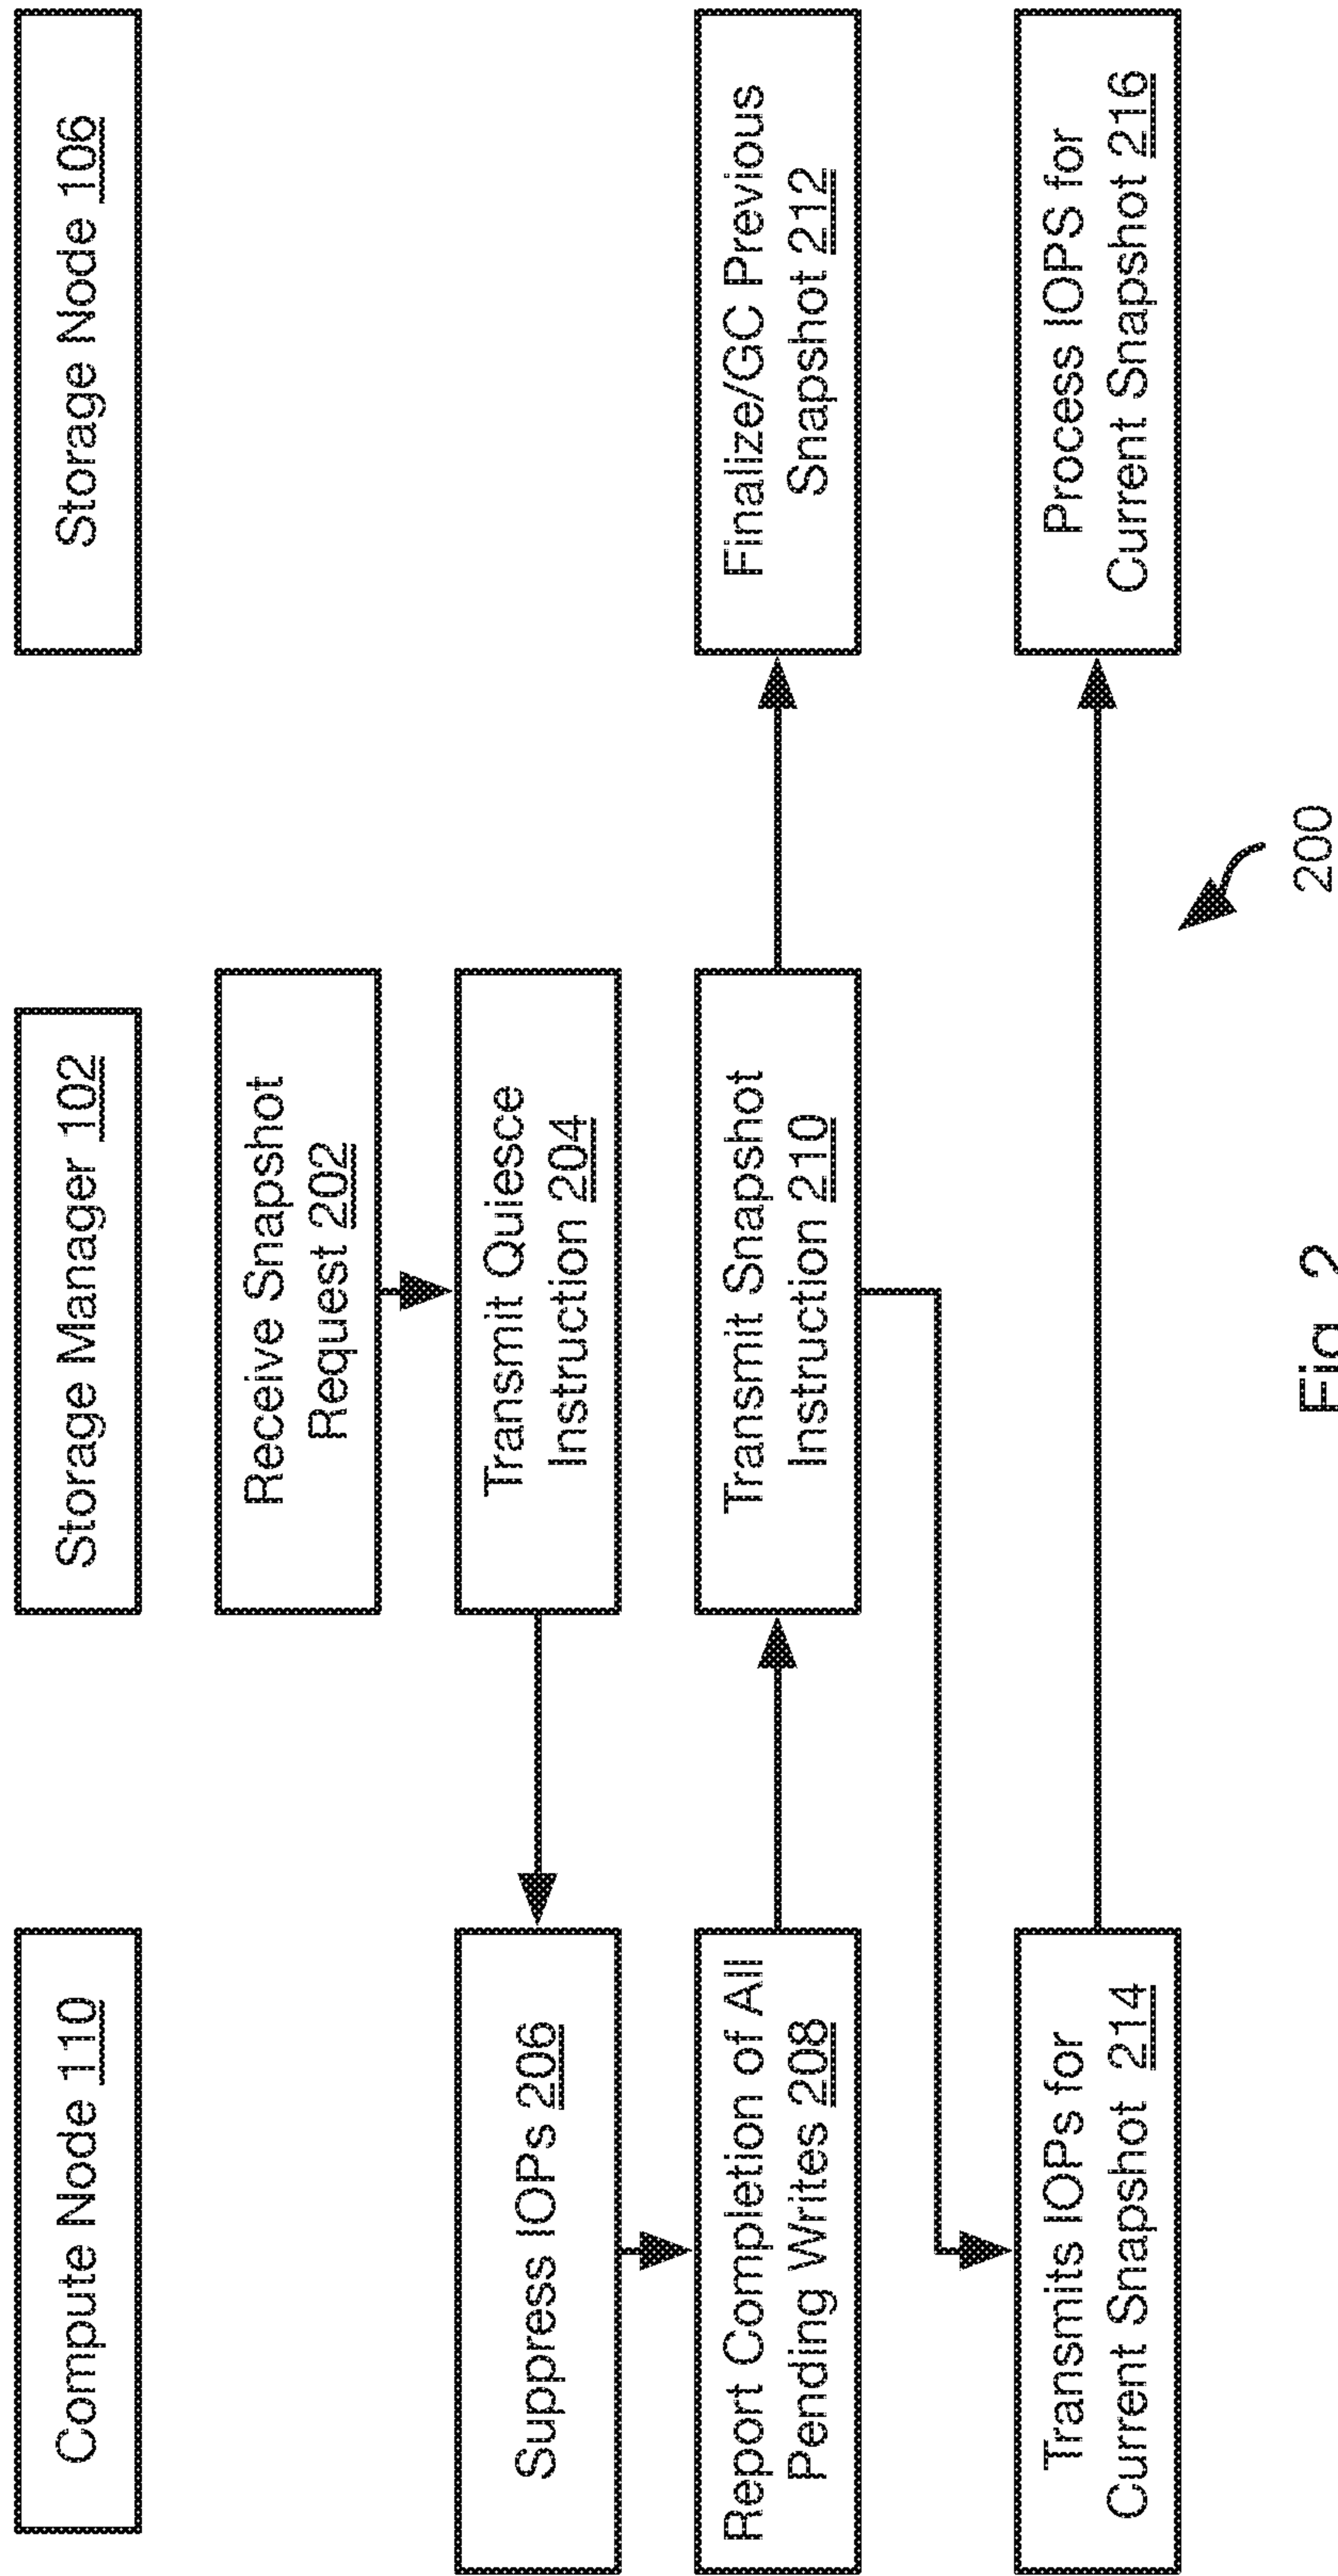 Compute Node 110
Storage Manager 102
Storage Node 106
Receive Snapshot
Request 202
Suppress IOPs 206
Transmit Quiesce
Instruction 204
Report Completion of All
Pending Writes 208
Transmit Snapshot
Instruction 210
Finalize/GC Previous
Snapshot 212
Transmits IOPs for
Current Snapshot 214
Process IOPS for
Current Snapshot 216
200
Fig. 2